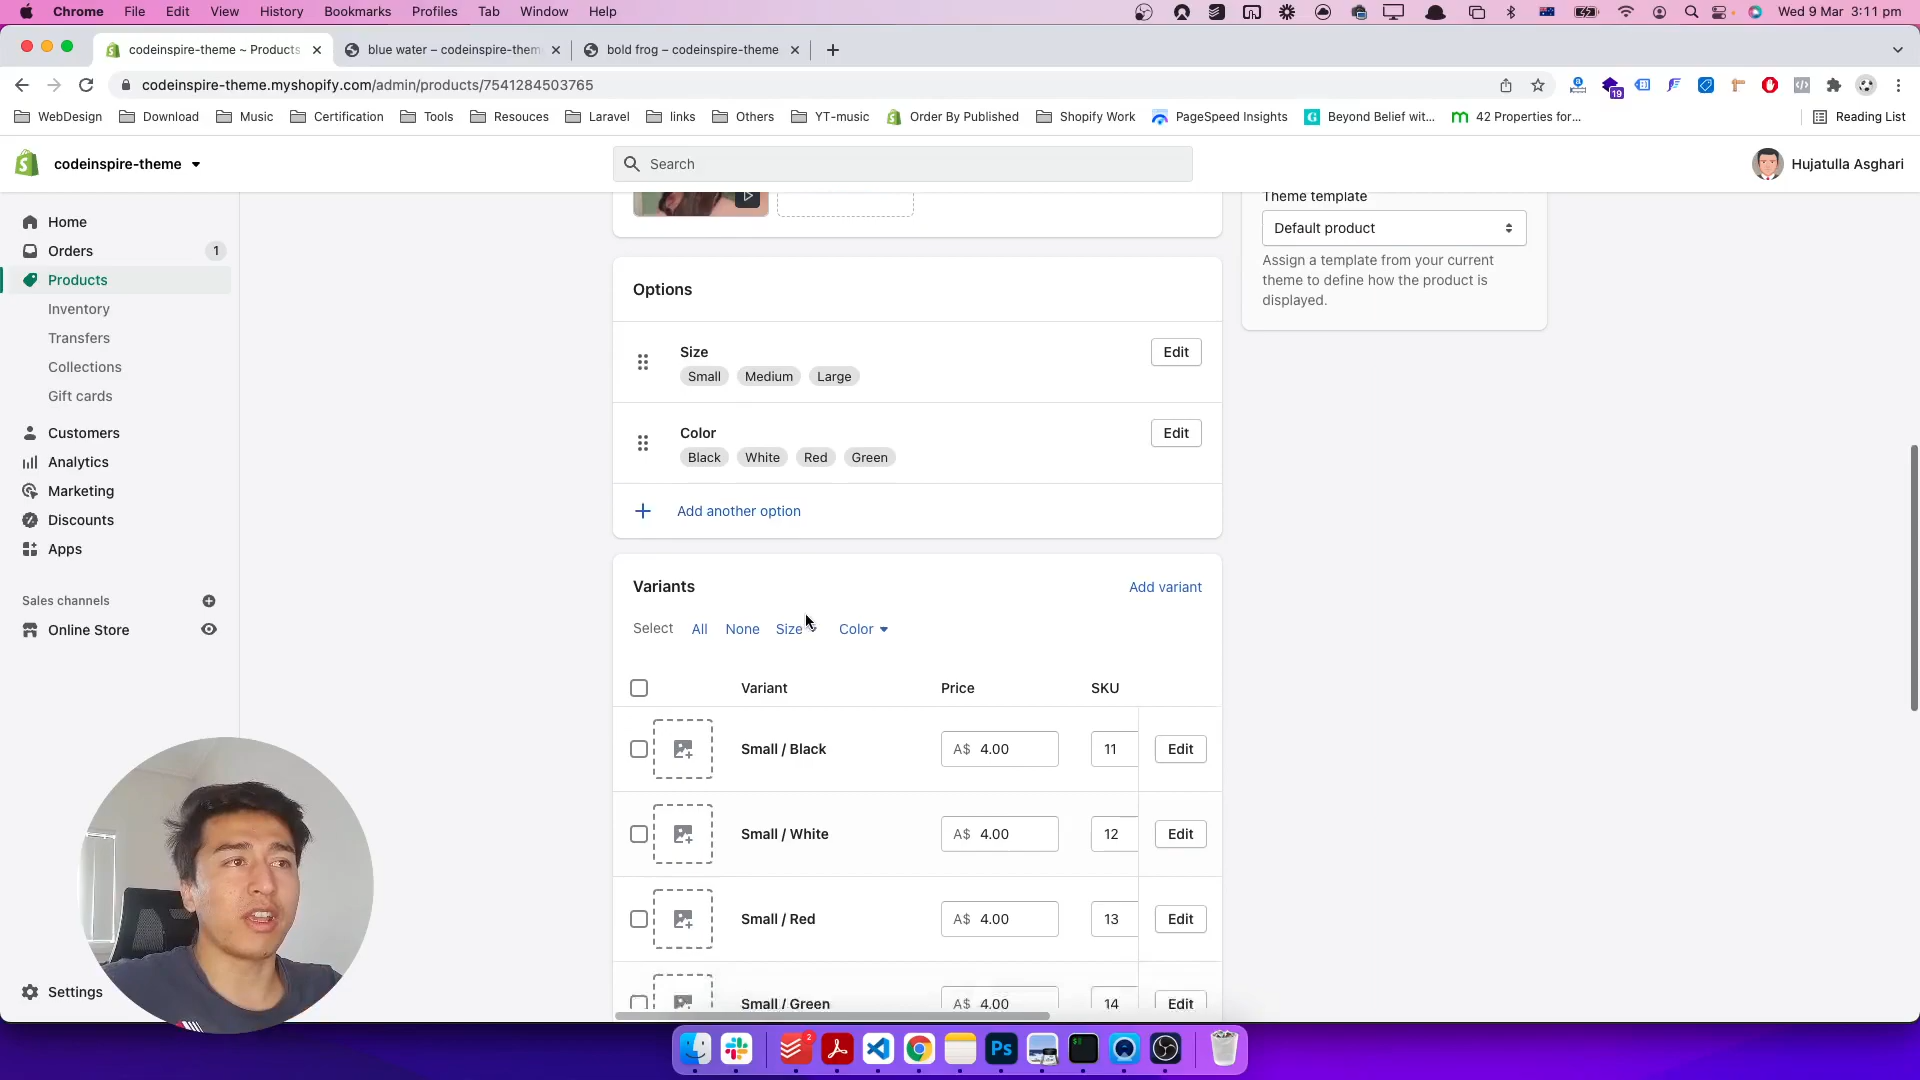 Chrome File Edit View History Bookmarks Profiles Tab Window Help Wed 9 Mar 3:11 pm
codeinspire-theme ~ Products
blue water – codeinspire-them
bold frog – codeinspire-theme
codeinspire-theme.myshopify.com/admin/products/7541284503765
19
WebDesign Download Music Certification Tools Resouces Laravel links Others YT-music Order By Published Shopify Work PageSpeed Insights Beyond Belief wit... 42 Properties for... Reading List
codeinspire-theme
Search
Hujatulla Asghari
Home
Orders 1
Products
Inventory
Transfers
Collections
Gift cards
Customers
Analytics
Marketing
Discounts
Apps
Sales channels
Online Store
Settings
Options
Size
Edit
Small Medium Large
Color
Edit
Black White Red Green
Add another option
Variants
Add variant
Select All None Size Color
Variant Price SKU
Small / Black A$ 4.00 11 Edit
Small / White A$ 4.00 12 Edit
Small / Red A$ 4.00 13 Edit
Small / Green A$ 4.00 14 Edit
Theme template
Default product
Assign a template from your current
theme to define how the product is
displayed.
2
Ps